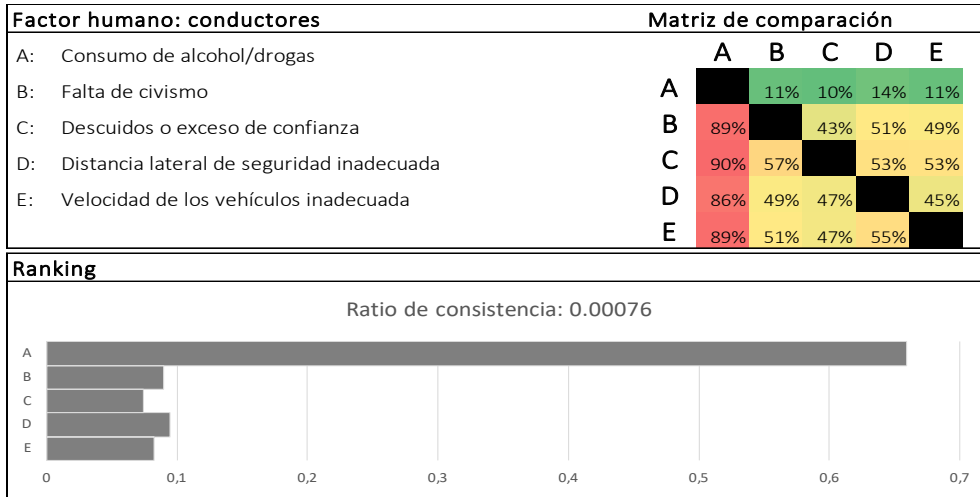 Factor humano: conductores
Matriz de comparación
A: Consumo de alcohol/drogas
B: Falta de civismo
C: Descuidos o exceso de confianza
D: Distancia lateral de seguridad inadecuada
E: Velocidad de los vehículos inadecuada
A B C D E
A 11% 10% 14% 11%
B 89% 43% 51% 49%
C 90% 57% 53% 53%
D 86% 49% 47% 45%
E 89% 51% 47% 55%
Ranking
Ratio de consistencia: 0.00076
A
B
C
D
E
0 0,1 0,2 0,3 0,4 0,5 0,6 0,7